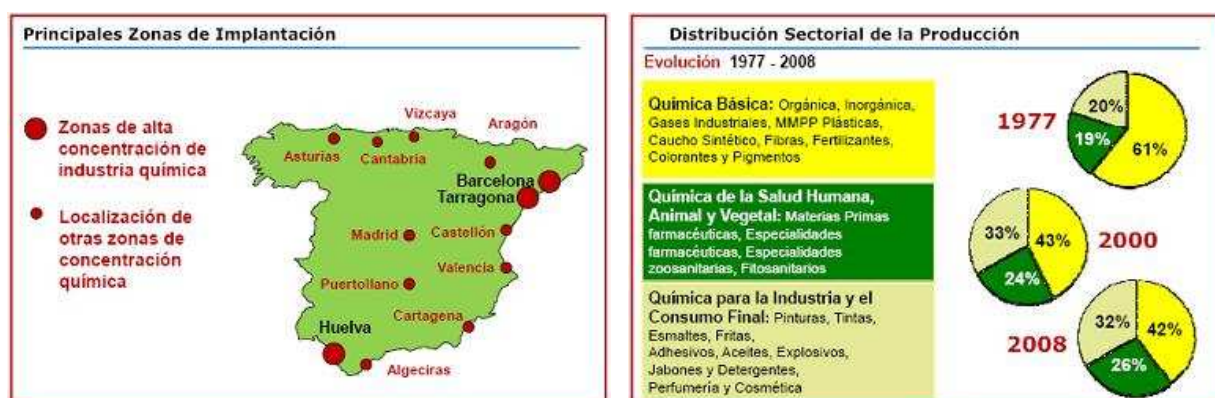 Principales Zonas de Implantación
Zonas de alta
concentración de
industria química
Localización de
otras zonas de
concentración
química
Vizcaya
Aragón
Asturias
Cantabria
Barcelona
Tarragona
Madrid
Castellón
Valencia
Puertollano
Cartagena
Huelva
Algeciras
Distribución Sectorial de la Producción
Evolución 1977 - 2008
Química Básica: Orgánica, Inorgánica,
Gases Industriales, MMPP Plásticas,
Caucho Sintético, Fibras, Fertilizantes,
Colorantes y Pigmentos
Química de la Salud Humana,
Animal y Vegetal: Materias Primas
farmacéuticas, Especialidades
farmacéuticas, Especialidades
zoosanitarias, Fitosanitarios
Química para la Industria y el
Consumo Final: Pinturas, Tintas,
Esmaltes, Fritas,
Adhesivos, Aceites, Explosivos,
Jabones y Detergentes,
Perfumería y Cosmética
1977
20%
19%
61%
33%
43%
24%
2000
2008
32%
42%
26%